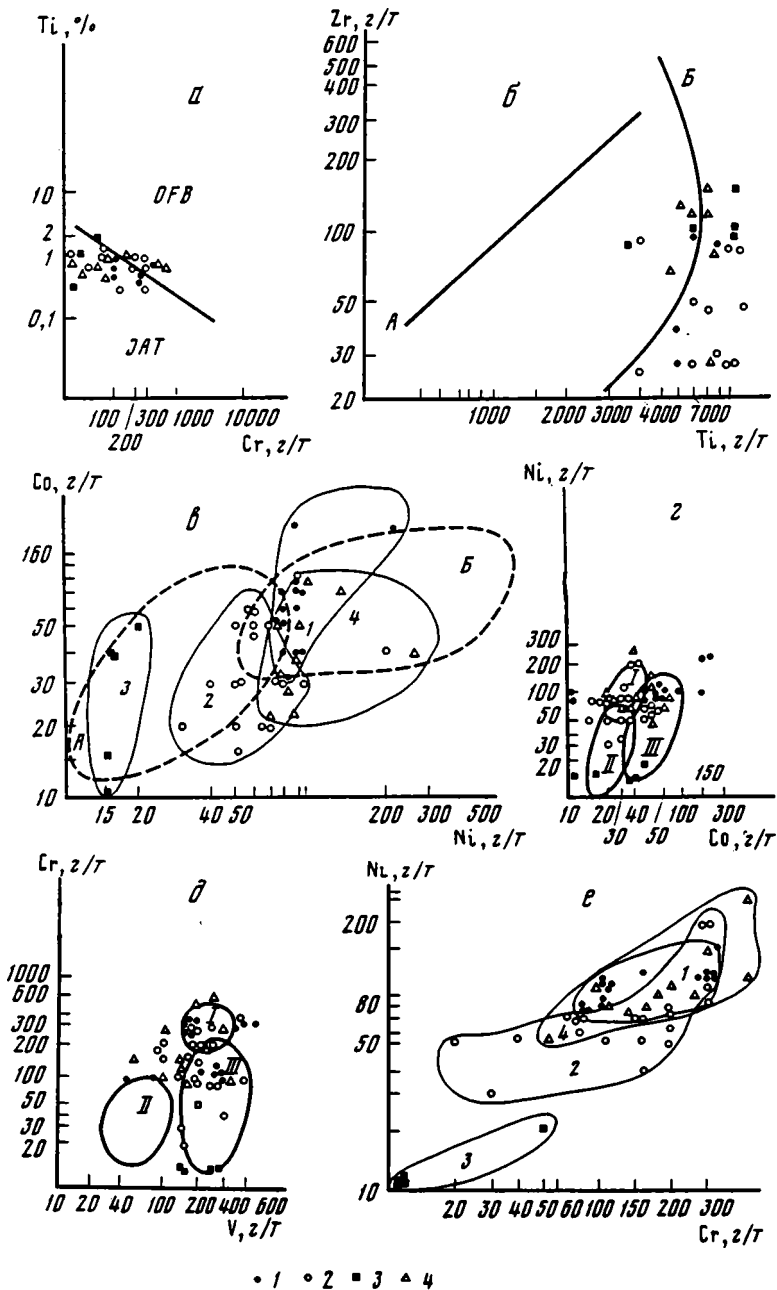 Ti, %
Zr, г/т
а
10
OFB
2
1
0,1
JAT
100 / 300 1000 10000
200
Cr, г/т
600
500
400
б
Б
300
200
100
А
50
30
20
1000 2000 3000 4000 7000
Ti, г/т
Co, г/т
в
160
Б
50
1
4
3
2
30
20
А
10
15 20 40 50 200 300 500
Ni, г/т
Ni, г/т
г
300
200
I
100
50
30
II
III
20
150
10 20 / 40 / 100 300
30 50
Co, г/т
Cr, г/т
д
1000
600
300
I
200
100
III
50
II
30
20
10 20 40 100 200 400 600
V, г/т
Ni, г/т
е
200
1
80
4
50
2
3
10
20 30 40 50 60 100 150 200 300
Cr, г/т
1 2 3 4